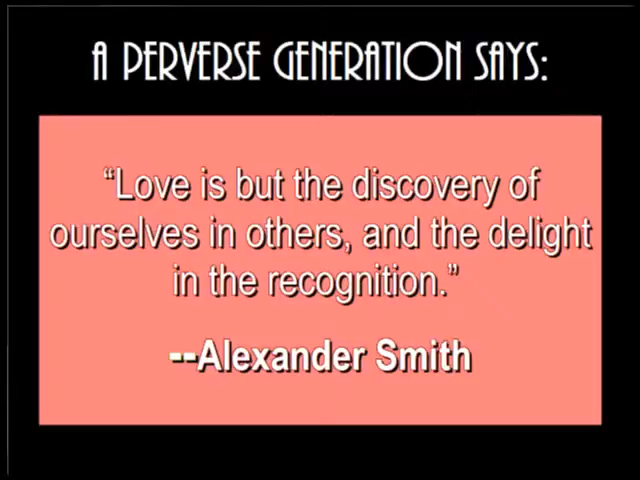 A PERVERSE GENERATION SAYS:
“Love is but the discovery of
ourselves in others, and the delight
in the recognition.”
--Alexander Smith